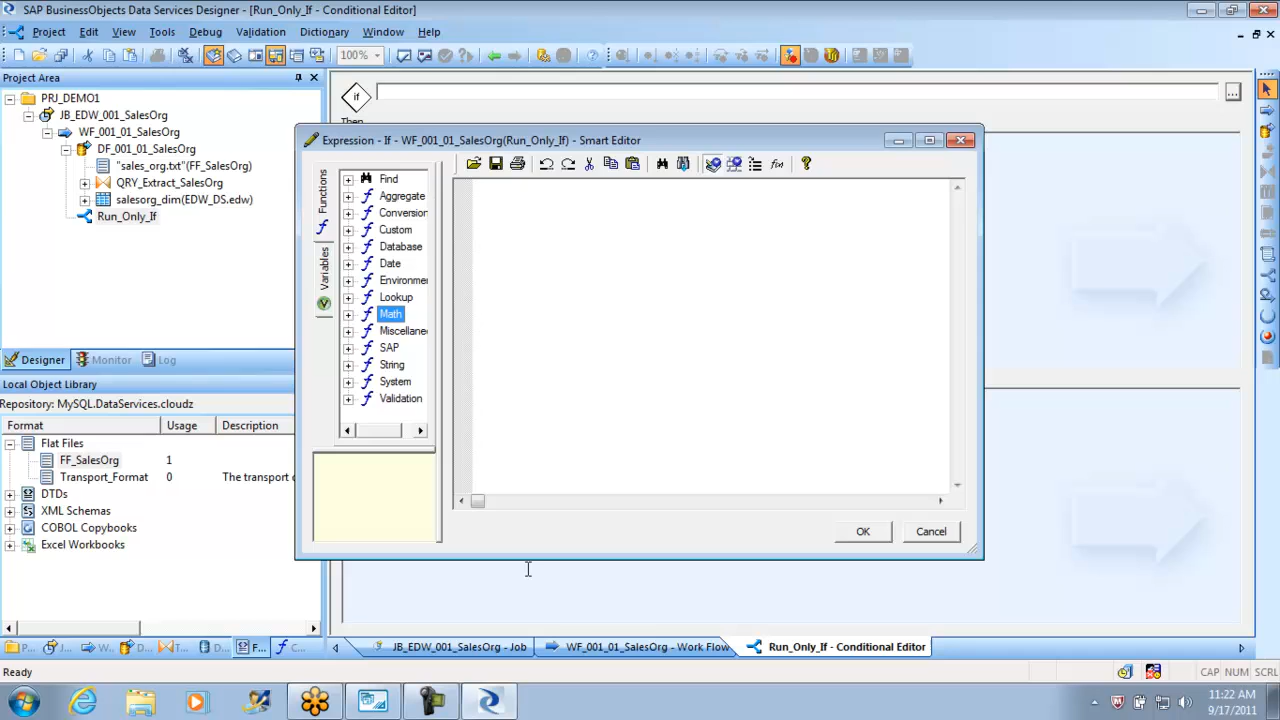 SAP BusinessObjects Data Services Designer - [Run_Only_If - Conditional Editor]
Project Edit View Tools Debug Validation Dictionary Window Help
100%
Project Area
PRJ_DEMO1
JB_EDW_001_SalesOrg
WF_001_01_SalesOrg
DF_001_01_SalesOrg
"sales_org.txt"(FF_SalesOrg)
QRY_Extract_SalesOrg
salesorg_dim(EDW_DS.edw)
Run_Only_If
Designer Monitor Log
Local Object Library
Repository: MySQL.DataServices.cloudz
Format Usage Description
Flat Files
FF_SalesOrg 1
Transport_Format 0 The transport
DTDs
XML Schemas
COBOL Copybooks
Excel Workbooks
P... J... W... D... T... D... F... C...
if
...
Then
Expression - If - WF_001_01_SalesOrg(Run_Only_If) - Smart Editor
Functions
Variables
Find
Aggregate
Conversion
Custom
Database
Date
Environme
Lookup
Math
Miscellane
SAP
String
System
Validation
OK Cancel
JB_EDW_001_SalesOrg - Job WF_001_01_SalesOrg - Work Flow Run_Only_If - Conditional Editor
Ready CAP NUM SCRL
11:22 AM
9/17/2011